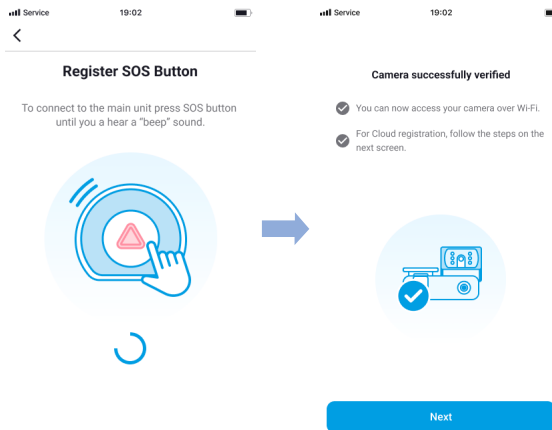 Service 19:02
Register SOS Button
To connect to the main unit press SOS button
until you a hear a “beep” sound.
Service 19:02
Camera successfully verified
You can now access your camera over Wi-Fi.
For Cloud registration, follow the steps on the
next screen.
Next